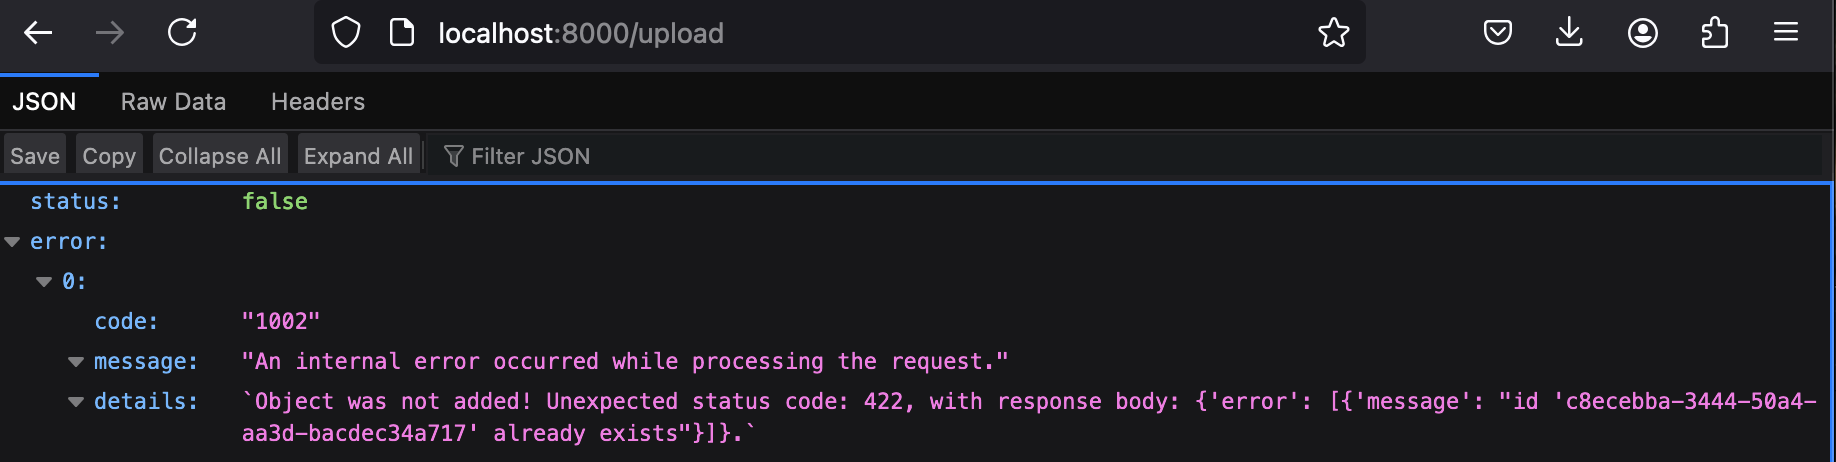 localhost:8000/upload
JSON Raw Data Headers
Save Copy Collapse All Expand All Filter JSON
status: false
error:
0:
code: "1002"
message: "An internal error occurred while processing the request."
details: `Object was not added! Unexpected status code: 422, with response body: {'error': [{'message': "id 'c8ecebba-3444-50a4-
aa3d-bacdec34a717' already exists"}]}.`